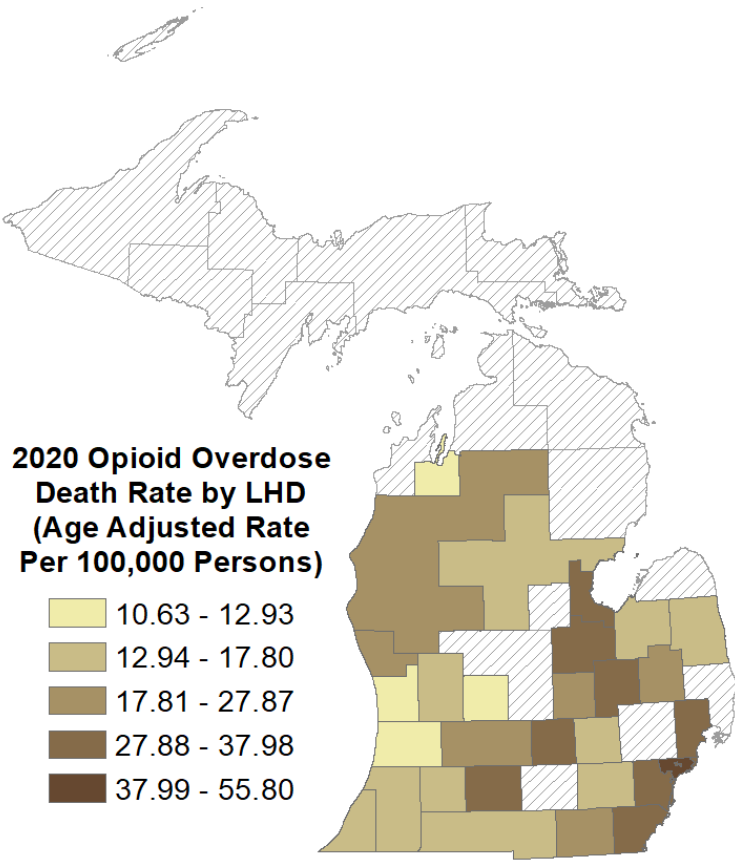 2020 Opioid Overdose
Death Rate by LHD
(Age Adjusted Rate
Per 100,000 Persons)
10.63 - 12.93
12.94 - 17.80
17.81 - 27.87
27.88 - 37.98
37.99 - 55.80